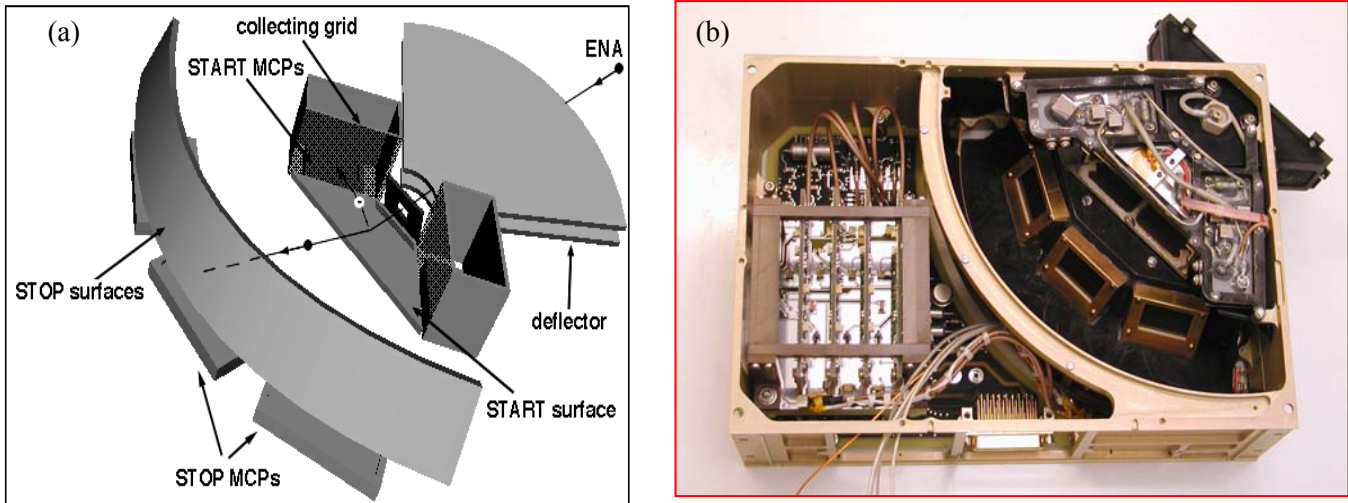 (a)
collecting grid
START MCPs
ENA
STOP surfaces
deflector
START surface
STOP MCPs
(b)